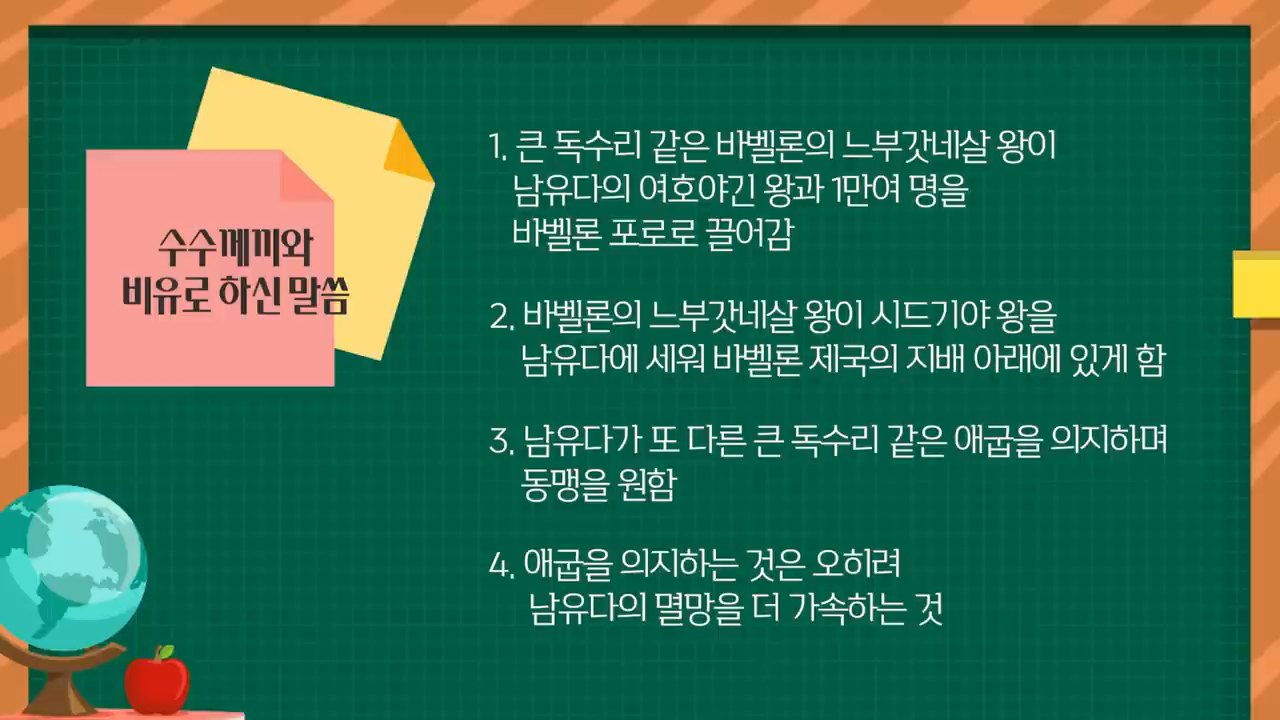 수수께끼와
비유로 하신 말씀
1. 큰 독수리 같은 바벨론의 느부갓네살 왕이
남유다의 여호야긴 왕과 1만여 명을
바벨론 포로로 끌어감
2. 바벨론의 느부갓네살 왕이 시드기야 왕을
남유다에 세워 바벨론 제국의 지배 아래에 있게 함
3. 남유다가 또 다른 큰 독수리 같은 애굽을 의지하며
동맹을 원함
4. 애굽을 의지하는 것은 오히려
남유다의 멸망을 더 가속하는 것